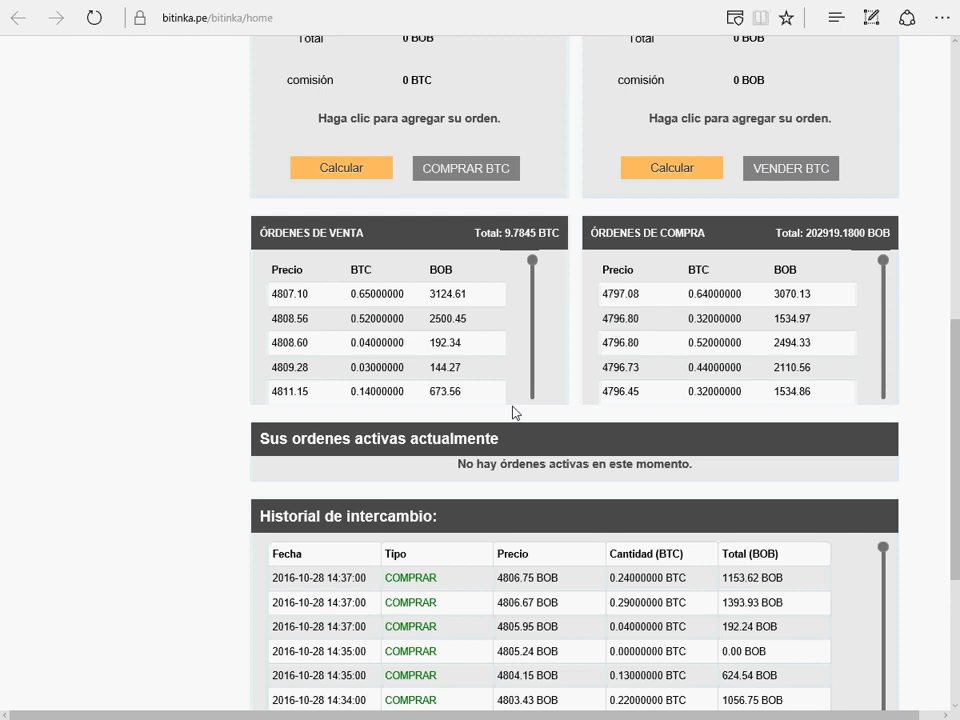 bitinka.pe/bitinka/home
Total 0 BOB Total 0 BOB
comisión 0 BTC comisión 0 BOB
Haga clic para agregar su orden. Haga clic para agregar su orden.
Calcular COMPRAR BTC Calcular VENDER BTC
ÓRDENES DE VENTA Total: 9.7845 BTC ÓRDENES DE COMPRA Total: 202919.1800 BOB
Precio BTC BOB Precio BTC BOB
4807.10 0.65000000 3124.61 4797.08 0.64000000 3070.13
4808.56 0.52000000 2500.45 4796.80 0.32000000 1534.97
4808.60 0.04000000 192.34 4796.80 0.52000000 2494.33
4809.28 0.03000000 144.27 4796.73 0.44000000 2110.56
4811.15 0.14000000 673.56 4796.45 0.32000000 1534.86
Sus ordenes activas actualmente
No hay órdenes activas en este momento.
Historial de intercambio:
Fecha Tipo Precio Cantidad (BTC) Total (BOB)
2016-10-28 14:37:00 COMPRAR 4806.75 BOB 0.24000000 BTC 1153.62 BOB
2016-10-28 14:37:00 COMPRAR 4806.67 BOB 0.29000000 BTC 1393.93 BOB
2016-10-28 14:37:00 COMPRAR 4805.95 BOB 0.04000000 BTC 192.24 BOB
2016-10-28 14:35:00 COMPRAR 4805.24 BOB 0.00000000 BTC 0.00 BOB
2016-10-28 14:35:00 COMPRAR 4804.15 BOB 0.13000000 BTC 624.54 BOB
2016-10-28 14:34:00 COMPRAR 4803.43 BOB 0.22000000 BTC 1056.75 BOB